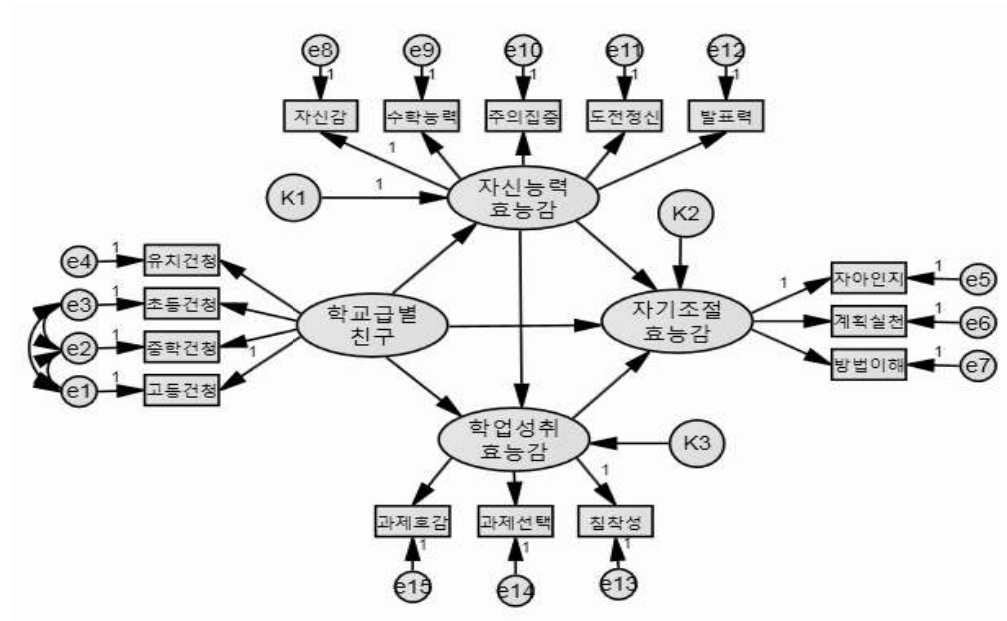 e8 e9 e10 e11 e12
1 1 1 1 1
자신감 수학능력 주의집중 도전정신 발표력
1
K1 1 자신능력
효능감
K2
e4 1 유치건청
e3 1 초등건청
e2 1 중학건청
e1 1 고등건청
1
학교급별
친구
자기조절
효능감
1 자아인지 1 e5
계획실천 1 e6
방법이해 1 e7
학업성취
효능감
K3
1
과제호감 과제선택 침착성
1 1 1
e15 e14 e13